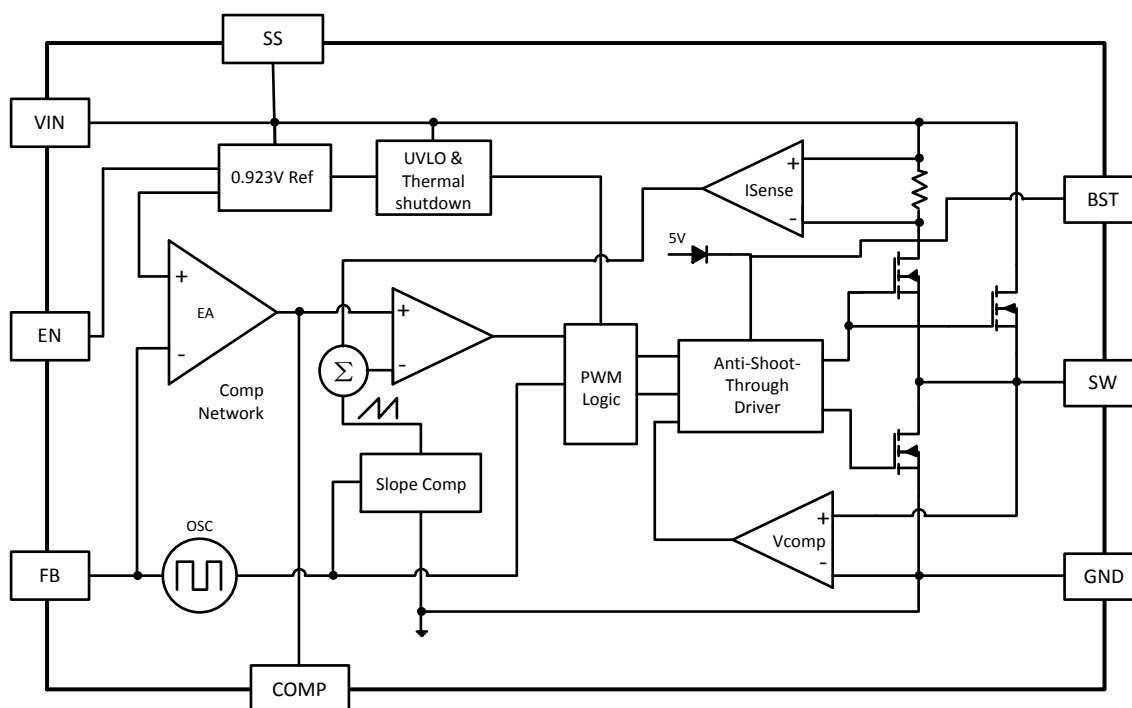 SS
VIN
0.923V Ref
UVLO &
Thermal
shutdown
+
ISense
-
BST
5V
+
EA
-
EN
Comp
Network
+
-
Σ
PWM
Logic
Anti-Shoot-
Through
Driver
SW
Slope Comp
OSC
+
Vcomp
-
FB
GND
COMP